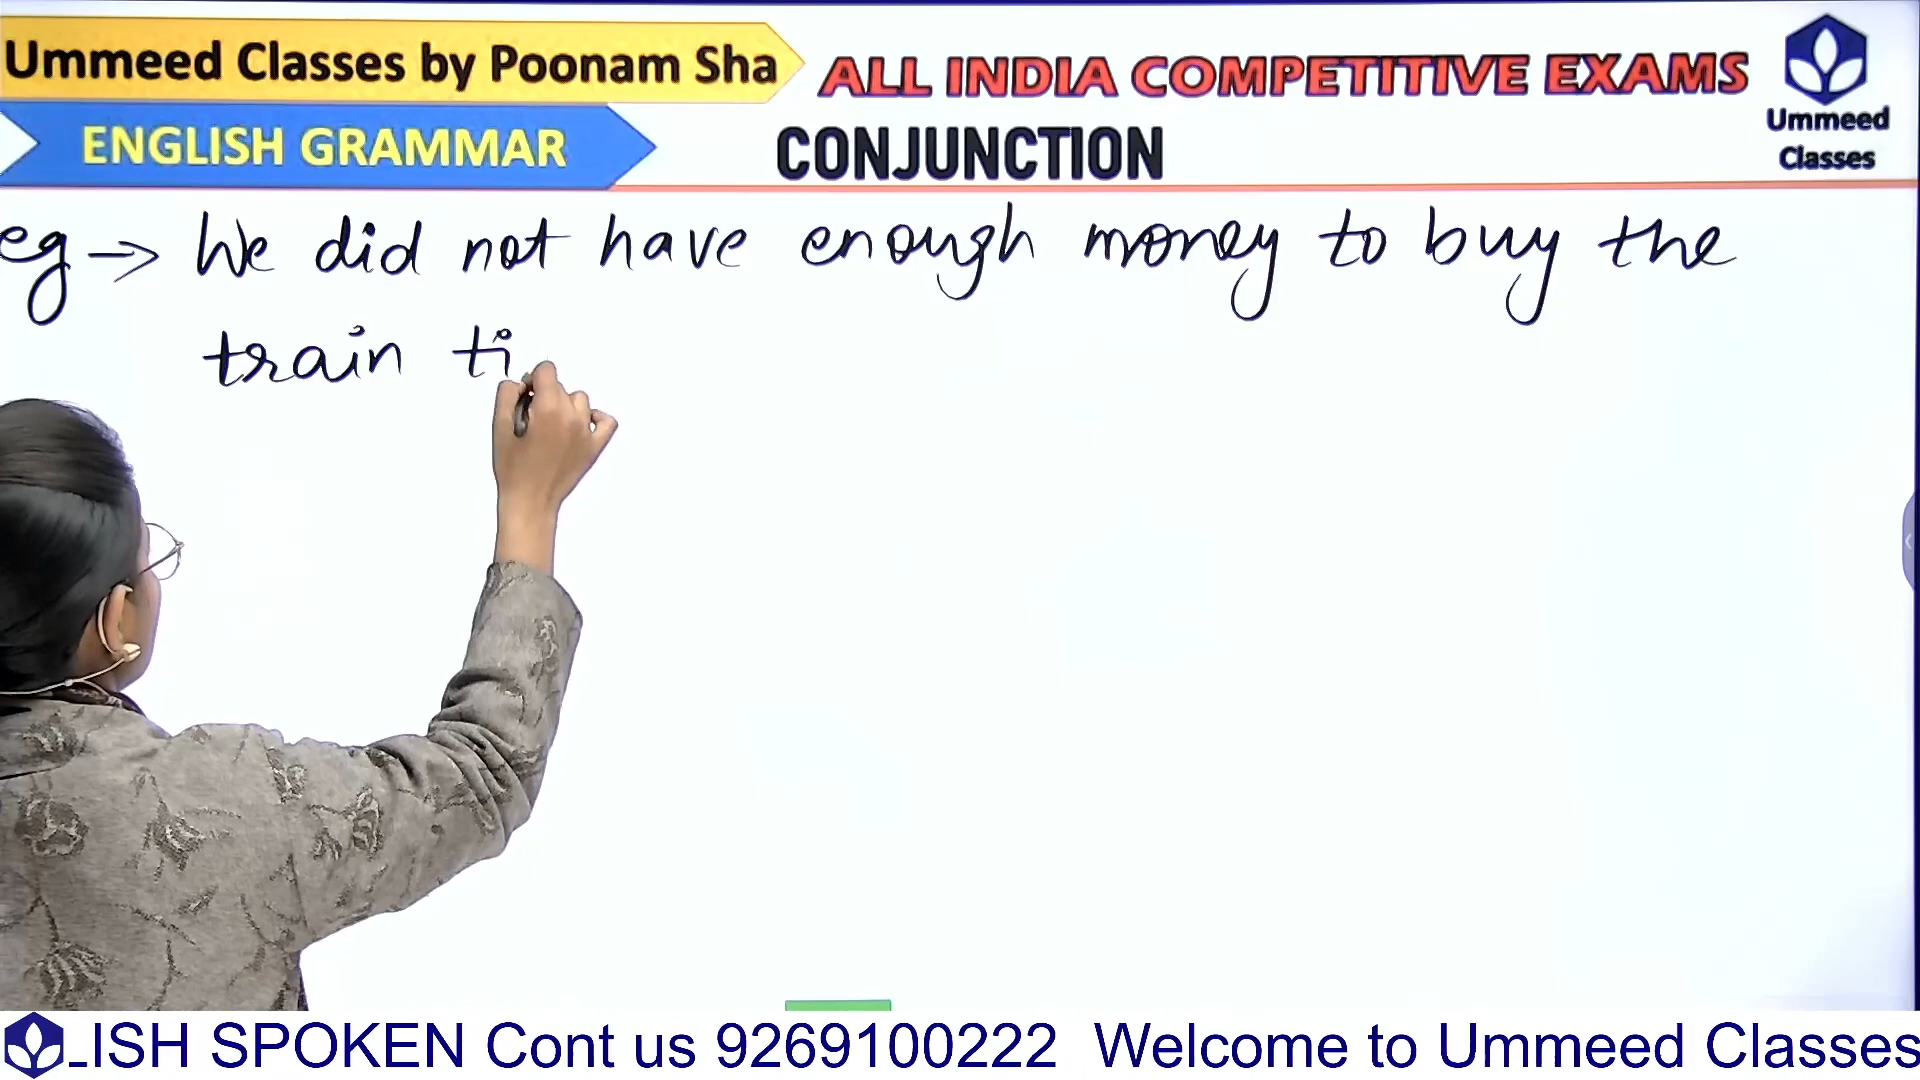 Ummeed Classes by Poonam Sha
ALL INDIA COMPETITIVE EXAMS
Ummeed
Classes
ENGLISH GRAMMAR
CONJUNCTION
eg → We did not have enough money to buy the
train ti
ISH SPOKEN Cont us 9269100222 Welcome to Ummeed Classes